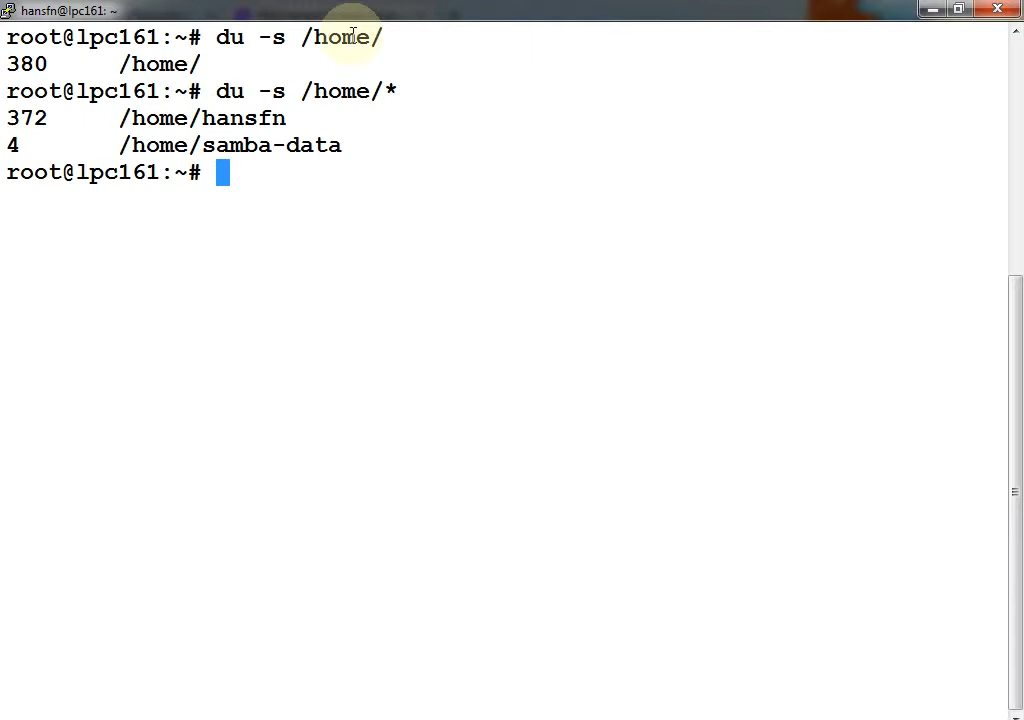 hansfn@lpc161: ~
root@lpc161:~# du -s /home/
380 /home/
root@lpc161:~# du -s /home/*
372 /home/hansfn
4 /home/samba-data
root@lpc161:~#